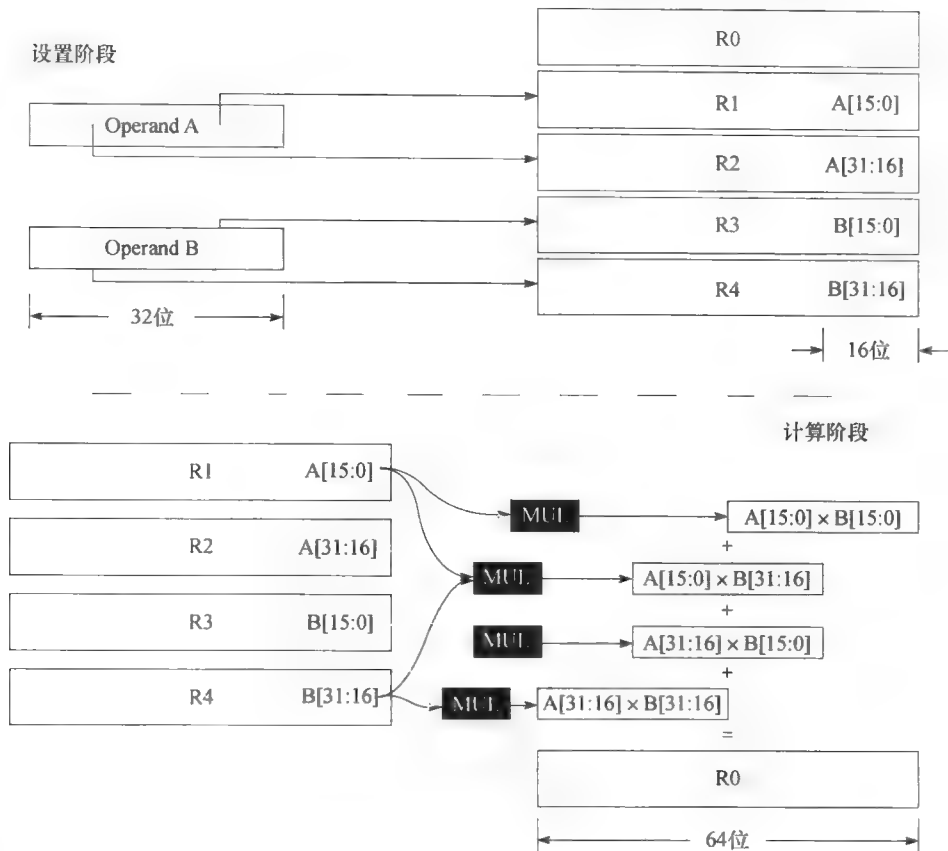 设置阶段
R0
R1 A[15:0]
Operand A
R2 A[31:16]
R3 B[15:0]
Operand B
R4 B[31:16]
32位
16位
计算阶段
R1 A[15:0]
MUL A[15:0] × B[15:0]
+
R2 A[31:16]
MUL A[15:0] × B[31:16]
+
R3 B[15:0]
MUL A[31:16] × B[15:0]
+
R4 B[31:16]
MUL A[31:16] × B[31:16]
=
R0
64位